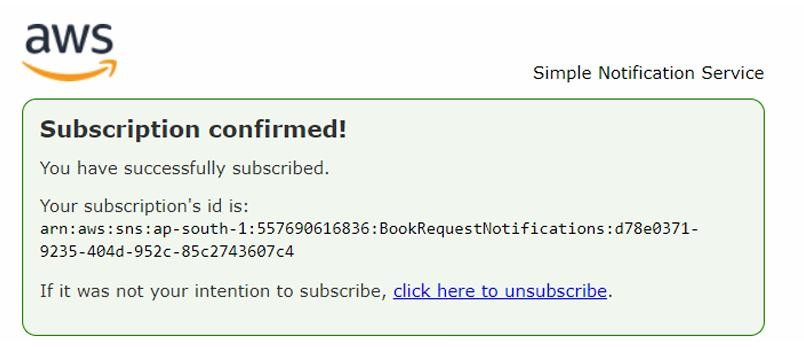 aws
Simple Notification Service
Subscription confirmed!
You have successfully subscribed.
Your subscription's id is:
arn:aws:sns:ap-south-1:557690616836:BookRequestNotifications:d78e0371-
9235-404d-952c-85c2743607c4
If it was not your intention to subscribe, click here to unsubscribe.